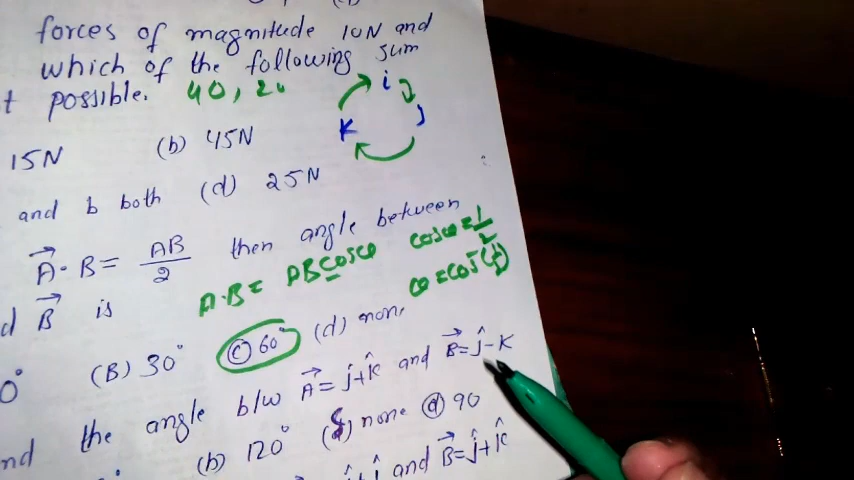 forces of magnitude 10N and
which of the following sum
t possible. 40, 20
i
K j
15N (b) 45N
and b both (d) 25N
A⃗·B = AB/2 then angle between
d B⃗ is A·B = ABcosθ cosθ = 1/2
θ = cos⁻¹(1/2)
0° (B) 30° (c) 60° (d) none
nd the angle b/w A⃗ = ĵ+k̂ and B⃗ = ĵ-K
(b) 120° none (d) 90
and B⃗ = ĵ+k̂